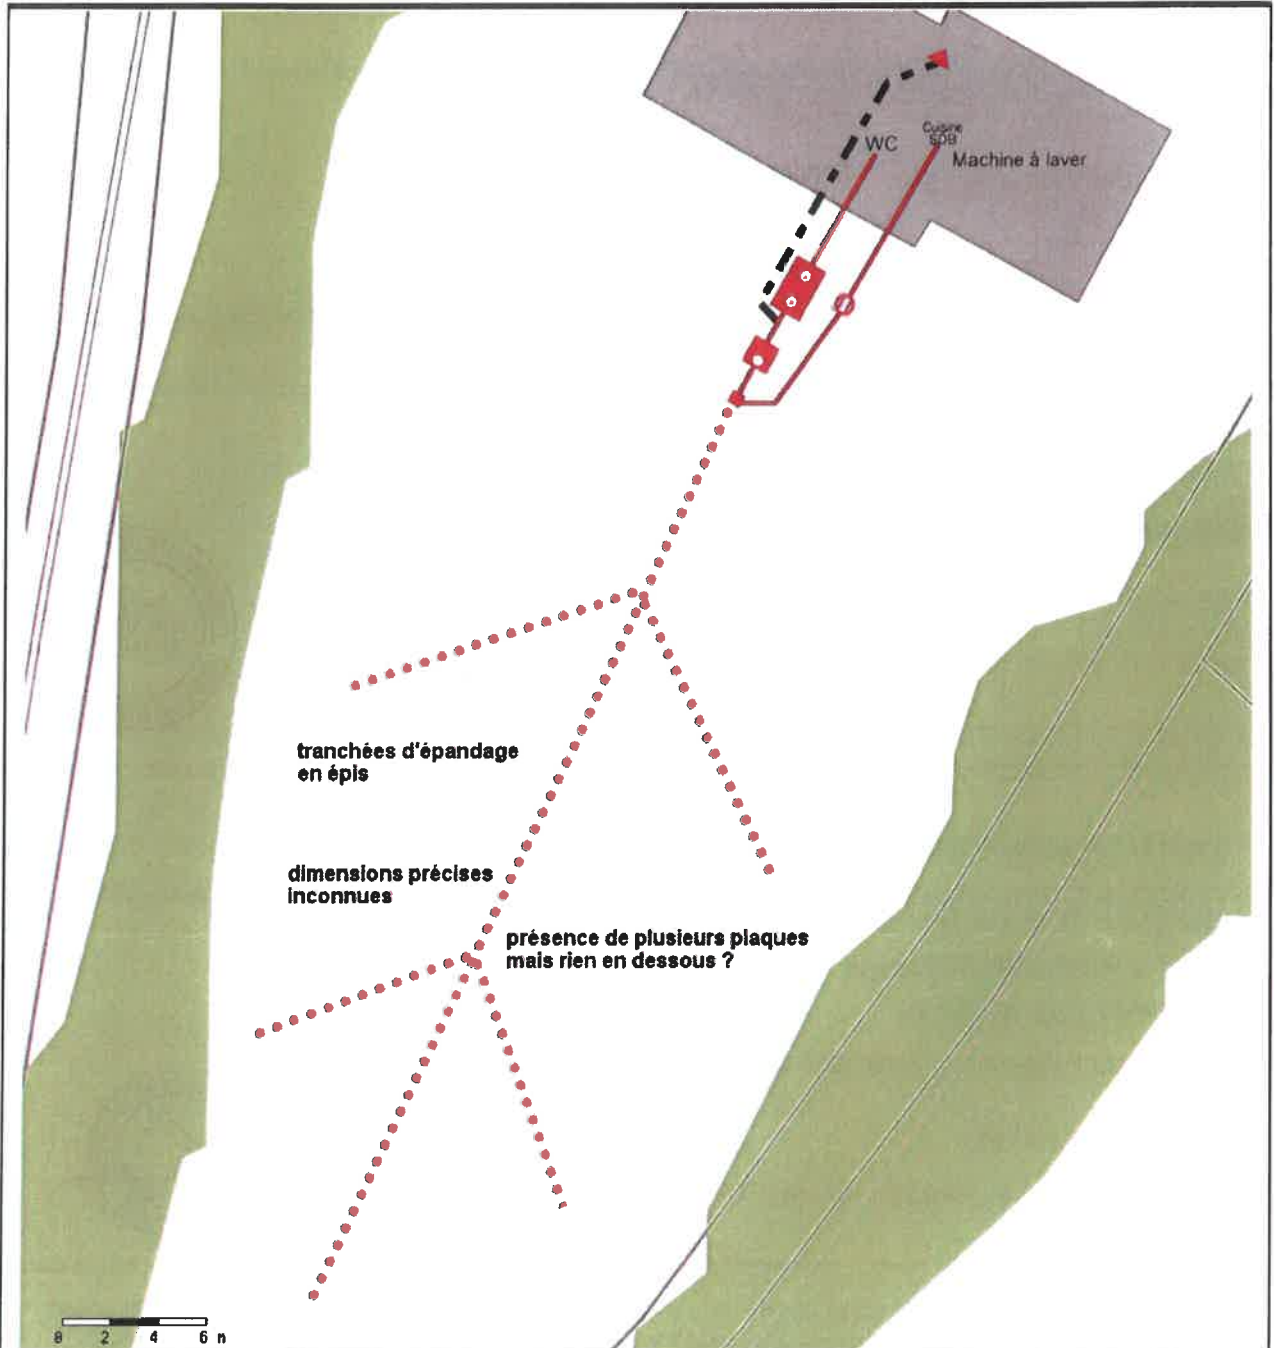 Cuisine
SDB
WC
Machine à laver
tranchées d'épandage
en épis
dimensions précises
inconnues
présence de plusieurs plaques
mais rien en dessous ?
0 2 4 6 m